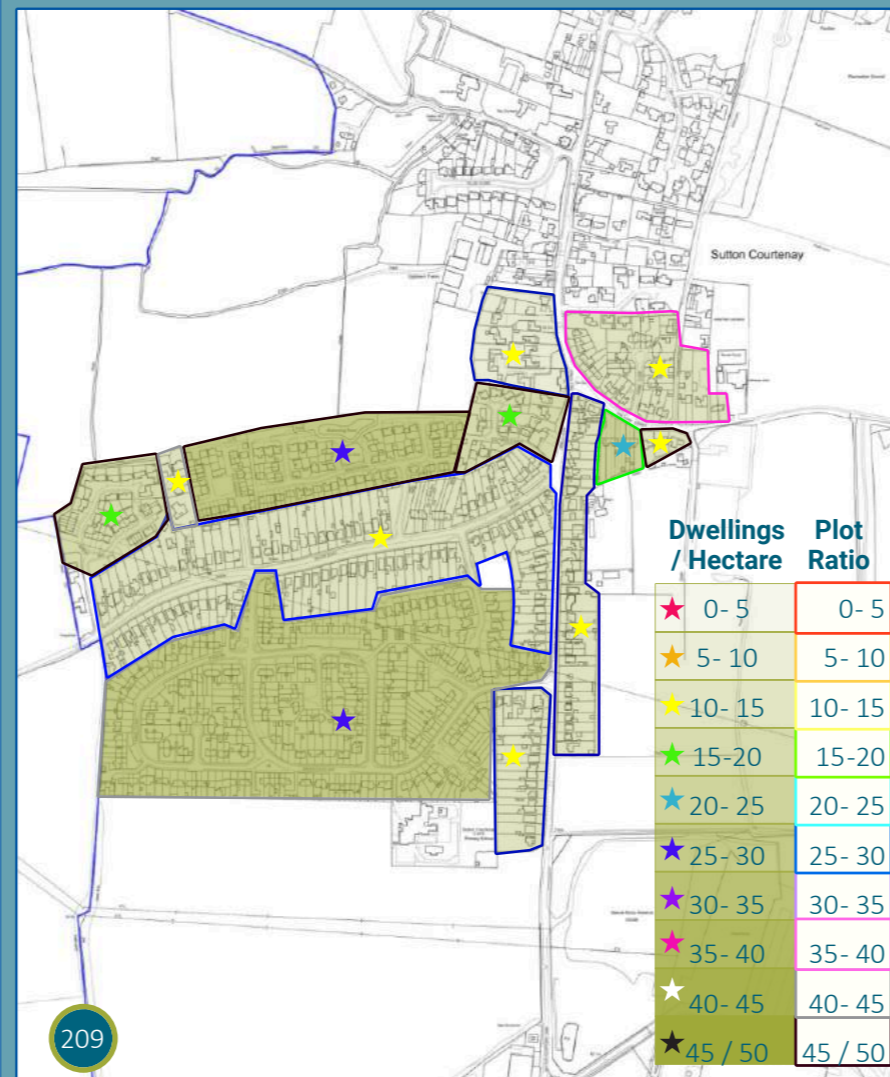 Sutton Courtenay
Dwellings / Hectare Plot Ratio
0- 5 0- 5
5- 10 5- 10
10- 15 10- 15
15-20 15-20
20- 25 20- 25
25- 30 25- 30
30- 35 30- 35
35- 40 35- 40
40- 45 40- 45
45 / 50 45 / 50
209